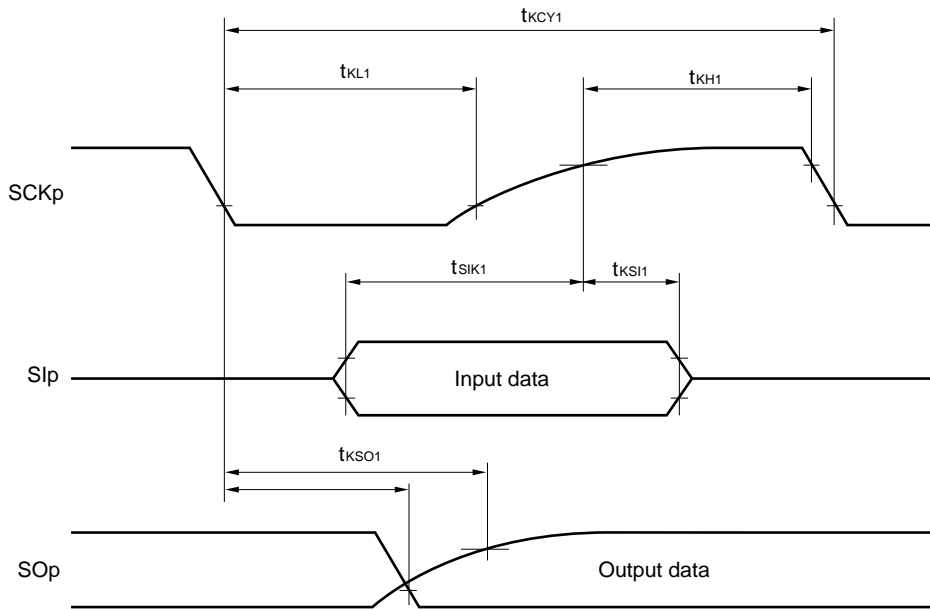 tKCY1
tKL1
tKH1
SCKp
tSIK1
tKSI1
SIp
Input data
tKSO1
SOp
Output data